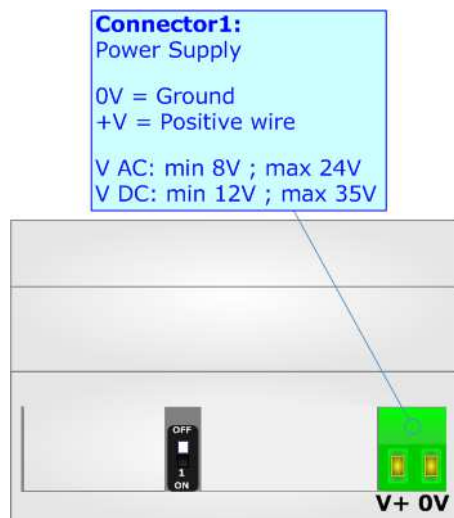 Connector1:
Power Supply
0V = Ground
+V = Positive wire
V AC: min 8V ; max 24V
V DC: min 12V ; max 35V
OFF
1
ON
V+ 0V